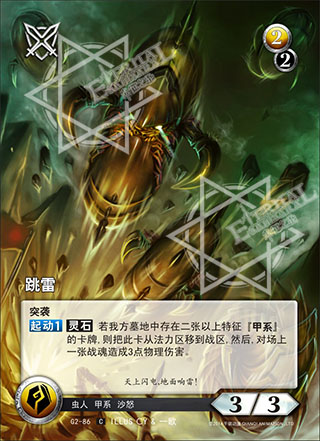 2
2
跳雷
突袭
起动1 灵石 若我方墓地中存在二张以上特征『甲系』
的卡牌,则把此卡从法力区移到战区.然后,对场上
一张战魂造成3点物理伤害.
天上闪电,地面响雷!
虫人 甲系 沙怒
3 / 3
G2-86 © ILLUS CY & 一欧